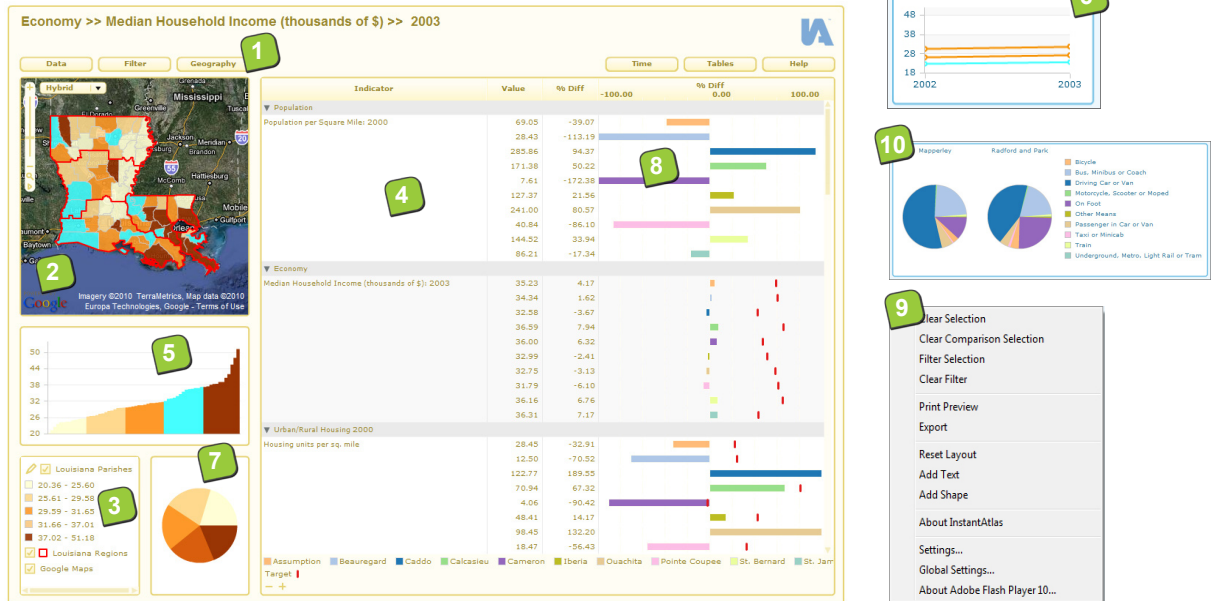 Economy >> Median Household Income (thousands of $) >> 2003
IA
1
Data Filter Geography Time Tables Help
Hybrid
Grenada
Greenville
Mississippi
El Dorado
Jackson
Meridian
20
Brandon
55
McComb
Hattiesburg
Mobile
Gulfport
Baytown
2
Google
Imagery ©2010 TerraMetrics, Map data ©2010
Europa Technologies, Google - Terms of Use
5
50
44
38
32
26
20
3
Louisiana Parishes
20.36 - 25.60
25.61 - 29.58
29.59 - 31.65
31.66 - 37.01
37.02 - 51.18
Louisiana Regions
Google Maps
7
Indicator Value % Diff % Diff
-100.00 0.00 100.00
4
8
Population
Population per Square Mile: 2000 69.05 -39.07
28.43 -113.19
285.86 94.37
171.38 50.22
7.61 -172.38
127.37 21.56
241.00 80.57
40.84 -86.10
144.52 33.94
86.21 -17.34
Economy
Median Household Income (thousands of $): 2003 35.23 4.17
34.34 1.62
32.58 -3.67
36.59 7.94
36.00 6.32
32.99 -2.41
32.75 -3.13
31.79 -6.10
36.16 6.76
36.31 7.17
Urban/Rural Housing 2000
Housing units per sq. mile 28.45 -32.91
12.50 -70.52
122.77 189.55
70.94 67.32
4.06 -90.42
48.41 14.17
98.45 132.20
18.47 -56.43
Assumption Beauregard Caddo Calcasieu Cameron Iberia Ouachita Pointe Coupee St. Bernard St. Jam
Target
48
38
28
18
2002 2003
10
Mapperley Radford and Park
Bicycle
Bus, Minibus or Coach
Driving Car or Van
Motorcycle, Scooter or Moped
On Foot
Other Means
Passenger in Car or Van
Taxi or Minicab
Train
Underground, Metro, Light Rail or Tram
9
Clear Selection
Clear Comparison Selection
Filter Selection
Clear Filter
Print Preview
Export
Reset Layout
Add Text
Add Shape
About InstantAtlas
Settings...
Global Settings...
About Adobe Flash Player 10...